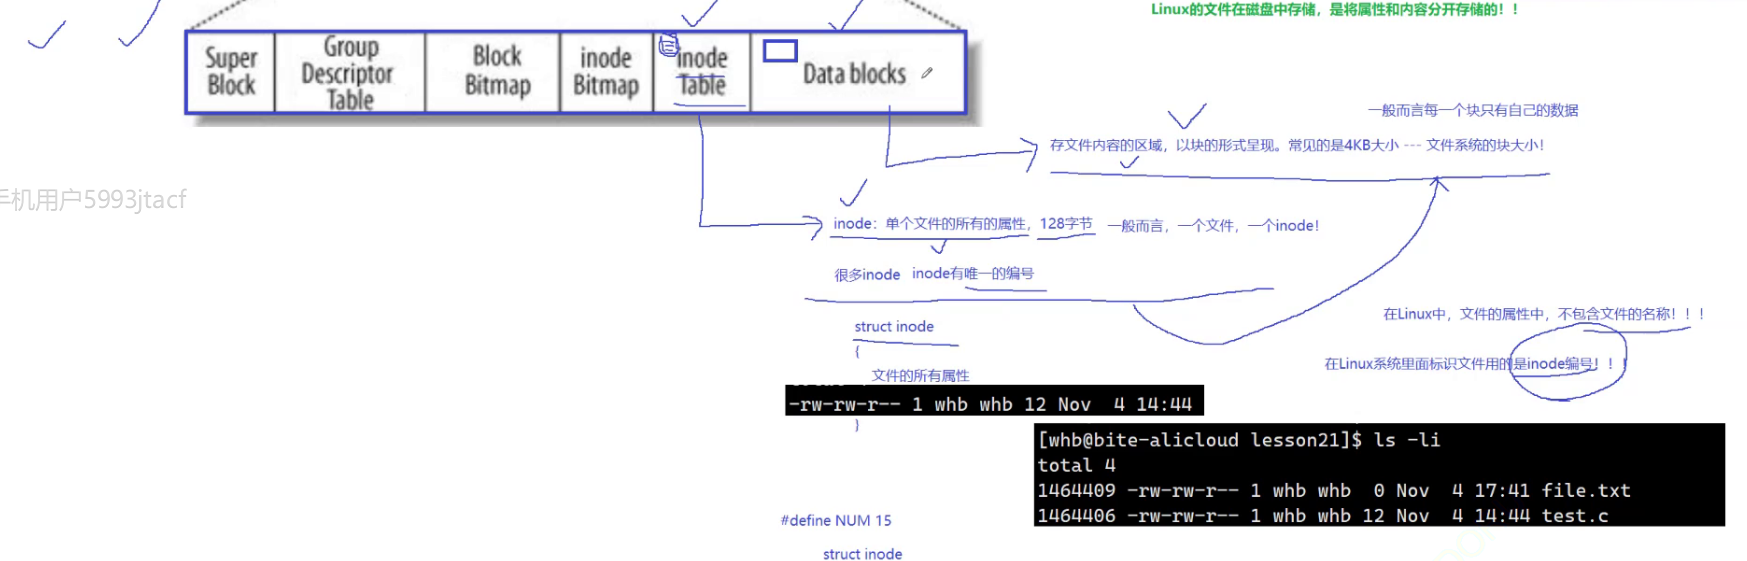 Linux的文件在磁盘中存储，是将属性和内容分开存储的！！
Super Block
Group Descriptor Table
Block Bitmap
inode Bitmap
inode Table
Data blocks
一般而言每一个块只有自己的数据
存文件内容的区域，以块的形式呈现。常见的是4KB大小 --- 文件系统的块大小！
手机用户5993jtacf
inode：单个文件的所有的属性，128字节
一般而言，一个文件，一个inode！
很多inode
inode有唯一的编号
在Linux中，文件的属性中，不包含文件的名称！！！
struct inode
{
在Linux系统里面标识文件用的是inode编号！！！
文件的所有属性
-rw-rw-r-- 1 whb whb 12 Nov  4 14:44
}
[whb@bite-alicloud lesson21]$ ls -li
total 4
1464409 -rw-rw-r-- 1 whb whb  0 Nov  4 17:41 file.txt
1464406 -rw-rw-r-- 1 whb whb 12 Nov  4 14:44 test.c
#define NUM 15
struct inode